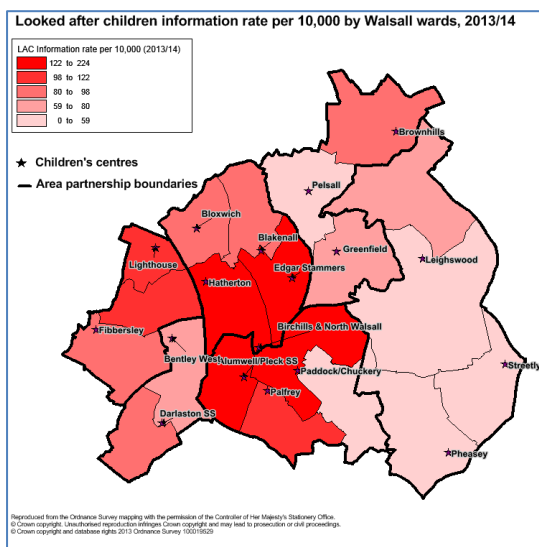 Looked after children information rate per 10,000 by Walsall wards, 2013/14
LAC Information rate per 10,000 (2013/14)
122 to 224
98 to 122
80 to 98
59 to 80
0 to 59
Children's centres
Area partnership boundaries
Brownhills
Pelsall
Bloxwich
Blakenall
Greenfield
Lighthouse
Leighswood
Edgar Stammers
Hatherton
Birchills & North Walsall
Fibbersley
Bentley West
Alumwell/Pleck SS
Paddock/Chuckery
Streetly
Palfrey
Darlaston SS
Pheasey
Reproduced from the Ordnance Survey mapping with the permission of the Controller of Her Majesty's Stationery Office.
© Crown copyright. Unauthorised reproduction infringes Crown copyright and may lead to prosecution or civil proceedings.
© Crown copyright and database rights 2013 Ordnance Survey 100019529